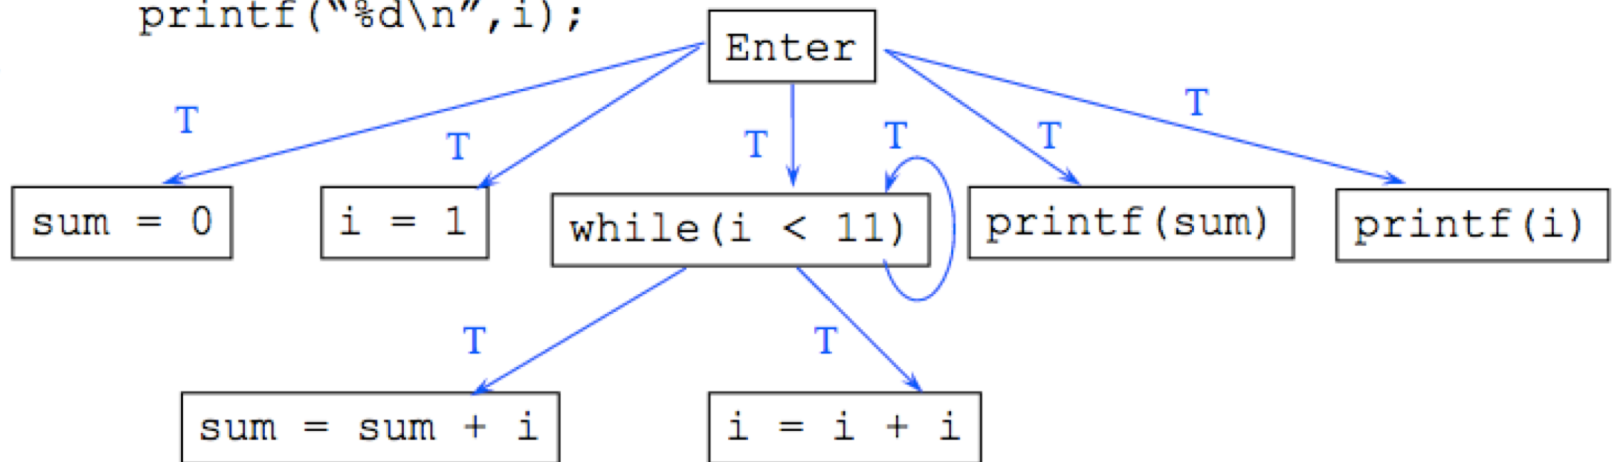 printf(“%d\n”,i);
Enter
T
T
T
T
T
T
sum = 0
i = 1
while(i < 11)
printf(sum)
printf(i)
T
T
sum = sum + i
i = i + i